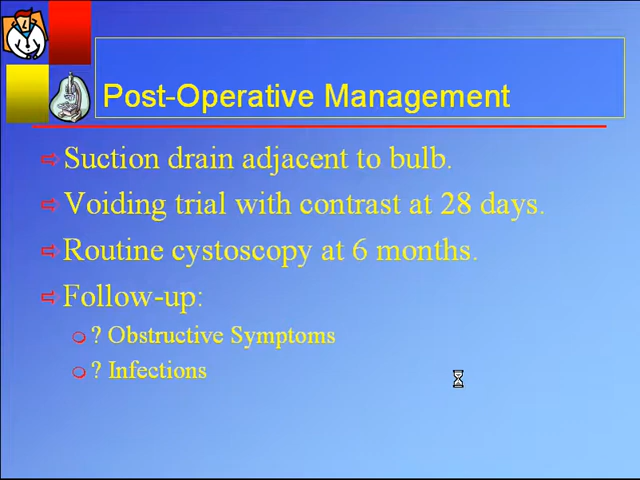 Post-Operative Management
Suction drain adjacent to bulb.
Voiding trial with contrast at 28 days.
Routine cystoscopy at 6 months.
Follow-up:
? Obstructive Symptoms
? Infections